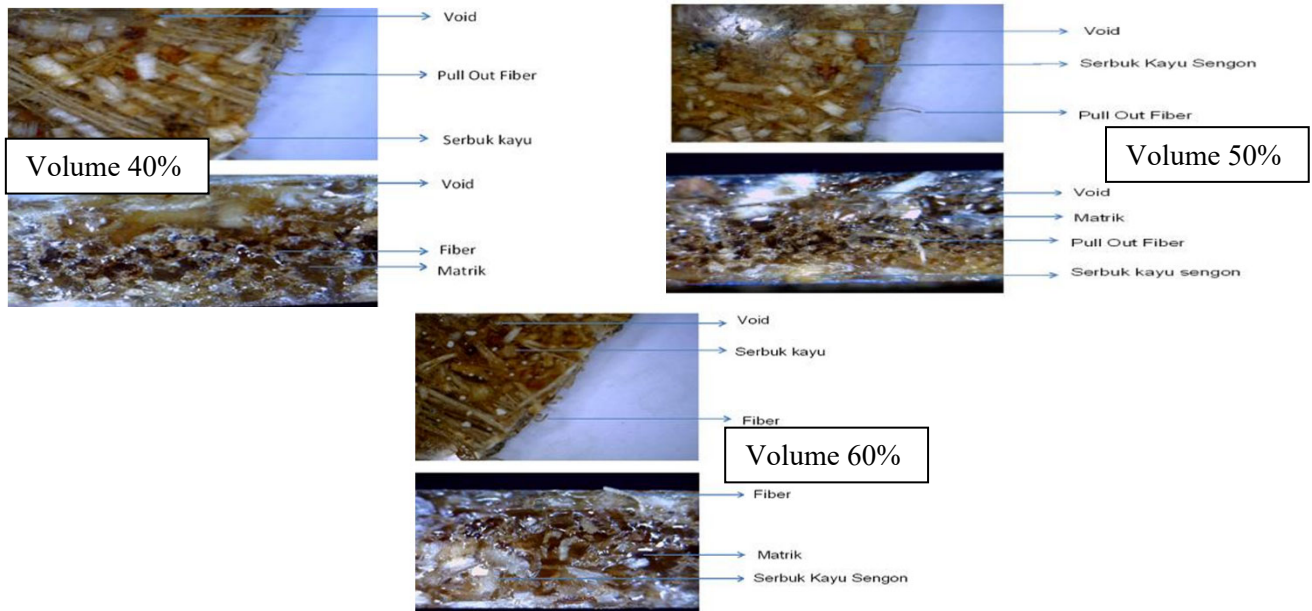 Void
Pull Out Fiber
Serbuk kayu
Volume 40%
Void
Fiber
Matrik
Void
Serbuk Kayu Sengon
Pull Out Fiber
Volume 50%
Void
Matrik
Pull Out Fiber
Serbuk kayu sengon
Void
Serbuk kayu
Fiber
Volume 60%
Fiber
Matrik
Serbuk Kayu Sengon